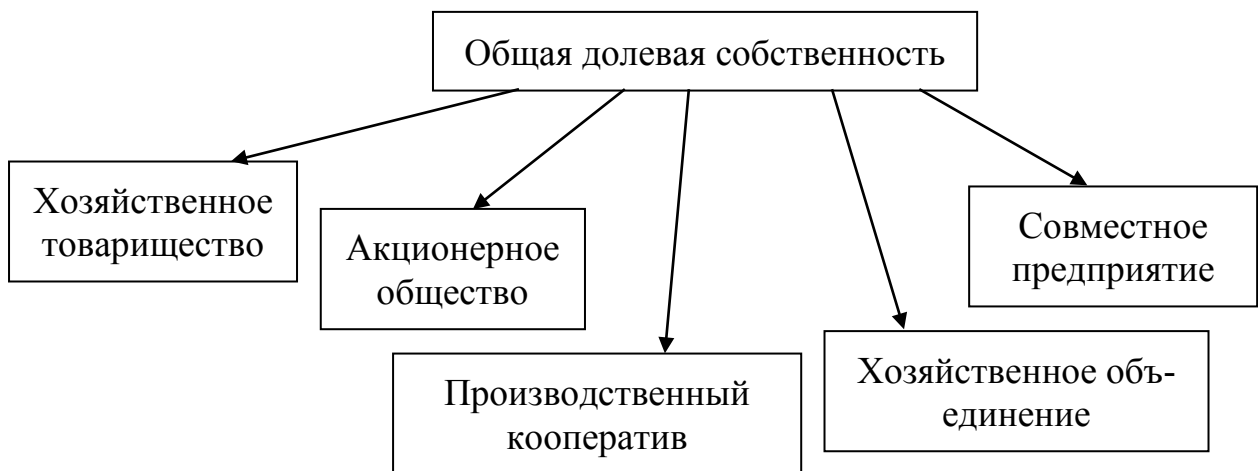 Общая долевая собственность
Хозяйственное
товарищество
Акционерное
общество
Производственный
кооператив
Хозяйственное объ-
единение
Совместное
предприятие